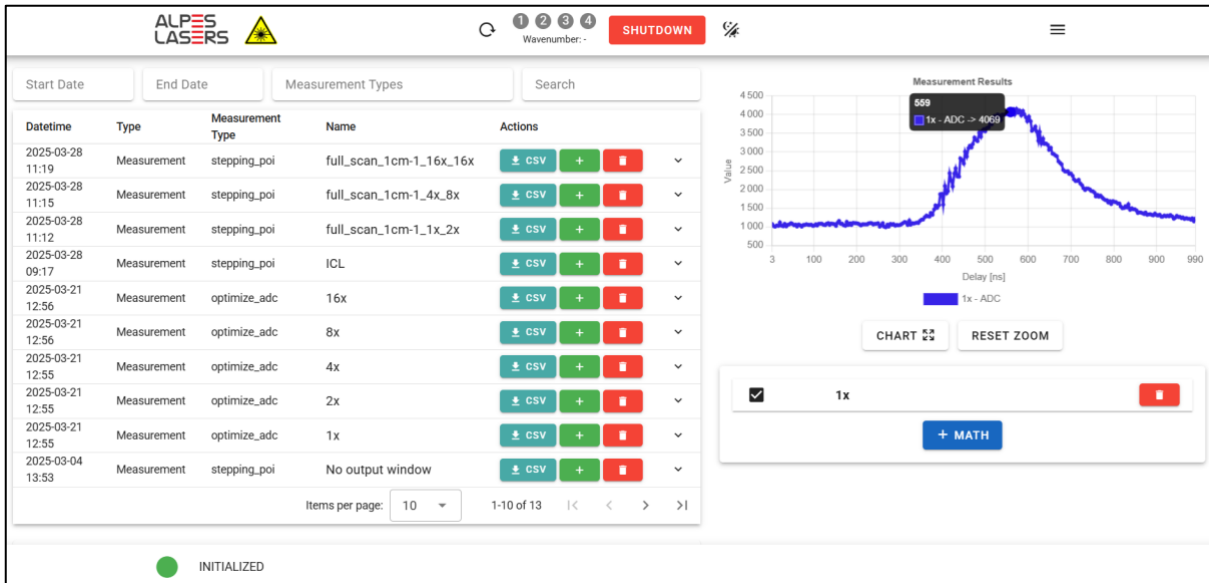 ALPES
LASERS
1 2 3 4
Wavenumber: -
SHUTDOWN
Start Date End Date Measurement Types Search
Datetime Type Measurement Type Name Actions
2025-03-28 11:19 Measurement stepping_poi full_scan_1cm-1_16x_16x CSV +
2025-03-28 11:15 Measurement stepping_poi full_scan_1cm-1_4x_8x CSV +
2025-03-28 11:12 Measurement stepping_poi full_scan_1cm-1_1x_2x CSV +
2025-03-28 09:17 Measurement stepping_poi ICL CSV +
2025-03-21 12:56 Measurement optimize_adc 16x CSV +
2025-03-21 12:56 Measurement optimize_adc 8x CSV +
2025-03-21 12:55 Measurement optimize_adc 4x CSV +
2025-03-21 12:55 Measurement optimize_adc 2x CSV +
2025-03-21 12:55 Measurement optimize_adc 1x CSV +
2025-03-04 13:53 Measurement stepping_poi No output window CSV +
Items per page: 10 1-10 of 13 |< < > >|
Measurement Results
4 500
4 000
3 500
3 000
2 500
2 000
1 500
1 000
500
Value
559
1x - ADC -> 4069
3 100 200 300 400 500 600 700 800 900 990
Delay [ns]
1x - ADC
CHART RESET ZOOM
1x
+ MATH
INITIALIZED